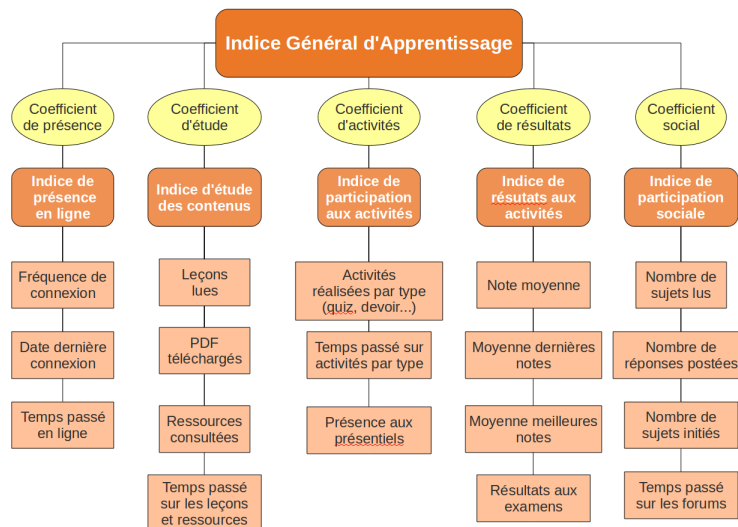 Indice Général d'Apprentissage
Coefficient
de présence
Coefficient
d'étude
Coefficient
d'activités
Coefficient
de résultats
Coefficient
social
Indice de
présence
en ligne
Indice d'étude
des contenus
Indice de
participation
aux activités
Indice de
résutats aux
activités
Indice de
participation
sociale
Fréquence de
connexion
Date dernière
connexion
Temps passé
en ligne
Leçons
lues
PDF
téléchargés
Ressources
consultées
Temps passé
sur les leçons
et ressources
Activités
réalisées par type
(quiz, devoir...)
Temps passé sur
activités par type
Présence aux
présentiels
Note moyenne
Moyenne dernières
notes
Moyenne meilleures
notes
Résultats aux
examens
Nombre de
sujets lus
Nombre de
réponses postées
Nombre de
sujets initiés
Temps passé
sur les forums